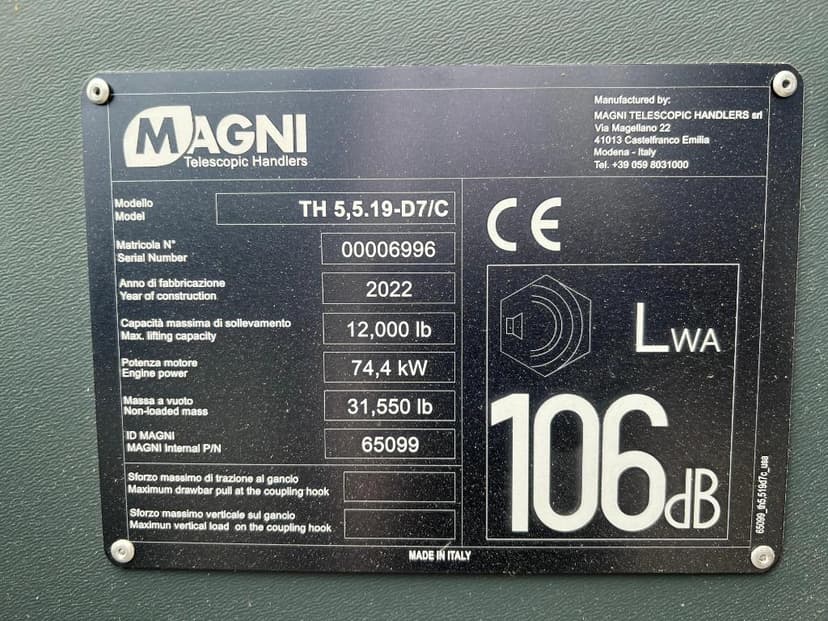 MAGNI
Telescopic Handlers
Manufactured by:
MAGNI TELESCOPIC HANDLERS srl
Via Magellano 22
41013 Castelfranco Emilia
Modena - Italy
Tel. +39 059 8031000
Modello
Model
TH 5,5.19-D7/C
Matricola N°
Serial Number
00006996
Anno di fabbricazione
Year of construction
2022
Capacità massima di sollevamento
Max. lifting capacity
12,000 lb
Potenza motore
Engine power
74,4 kW
Massa a vuoto
Non-loaded mass
31,550 lb
ID MAGNI
MAGNI Internal P/N
65099
Sforzo massimo di trazione al gancio
Maximum drawbar pull at the coupling hook
Sforzo massimo verticale sul gancio
Maximun vertical load on the coupling hook
CE
LWA
106dB
65099_th5,519d7c_usa
MADE IN ITALY